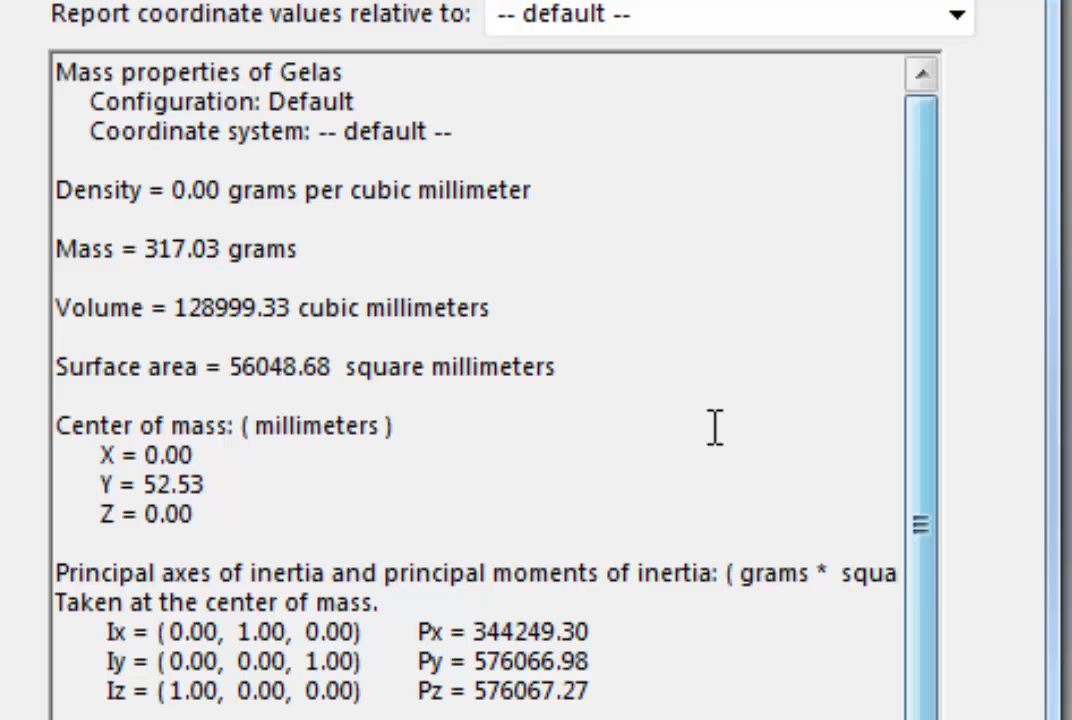 Report coordinate values relative to: -- default --
Mass properties of Gelas
Configuration: Default
Coordinate system: -- default --
Density = 0.00 grams per cubic millimeter
Mass = 317.03 grams
Volume = 128999.33 cubic millimeters
Surface area = 56048.68 square millimeters
Center of mass: ( millimeters )
X = 0.00
Y = 52.53
Z = 0.00
Principal axes of inertia and principal moments of inertia: ( grams * squa
Taken at the center of mass.
Ix = (0.00, 1.00, 0.00) Px = 344249.30
Iy = (0.00, 0.00, 1.00) Py = 576066.98
Iz = (1.00, 0.00, 0.00) Pz = 576067.27